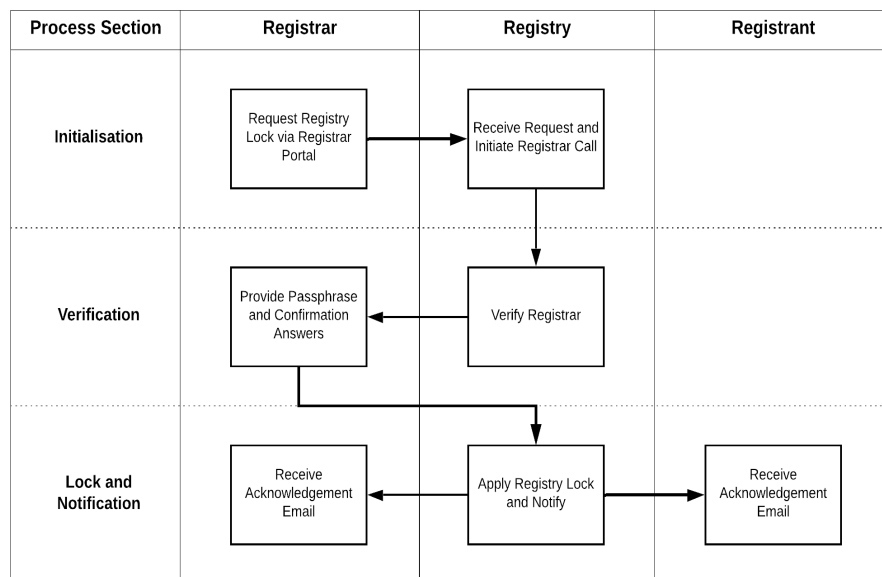 Process Section
Registrar
Registry
Registrant
Initialisation
Request Registry
Lock via Registrar
Portal
Receive Request and
Initiate Registrar Call
Verification
Provide Passphrase
and Confirmation
Answers
Verify Registrar
Lock and
Notification
Receive
Acknowledgement
Email
Apply Registry Lock
and Notify
Receive
Acknowledgement
Email